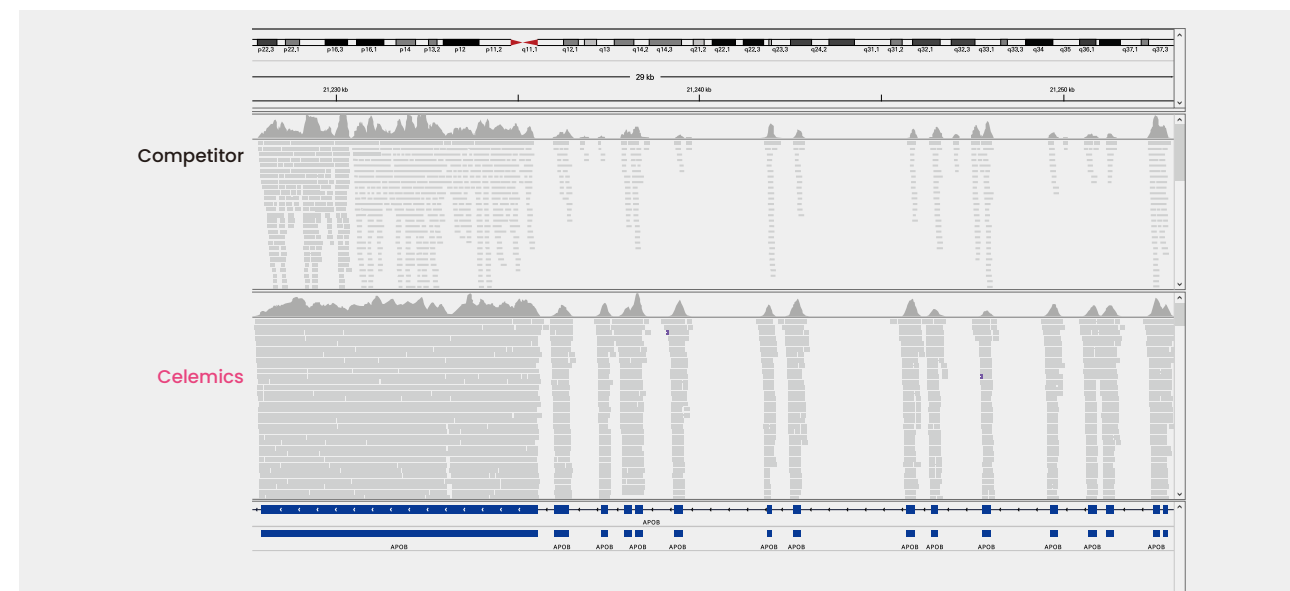 p22,3 p22,1 p16,3 p16,1 p14 p13,2 p12 p11,2 q11,1 q12,1 q13 q14,2 q14,3 q21,2 q22,1 q22,3 q23,3 q24,2 q31,1 q31,2 q32,1 q32,3 q33,1 q33,3 q34 q35 q36,1 q37,1 q37,3
29 kb
21,230 kb 21,240 kb 21,250 kb
Competitor
Celemics
APOB
APOB APOB APOB APOB APOB APOB APOB APOB APOB APOB APOB APOB APOB